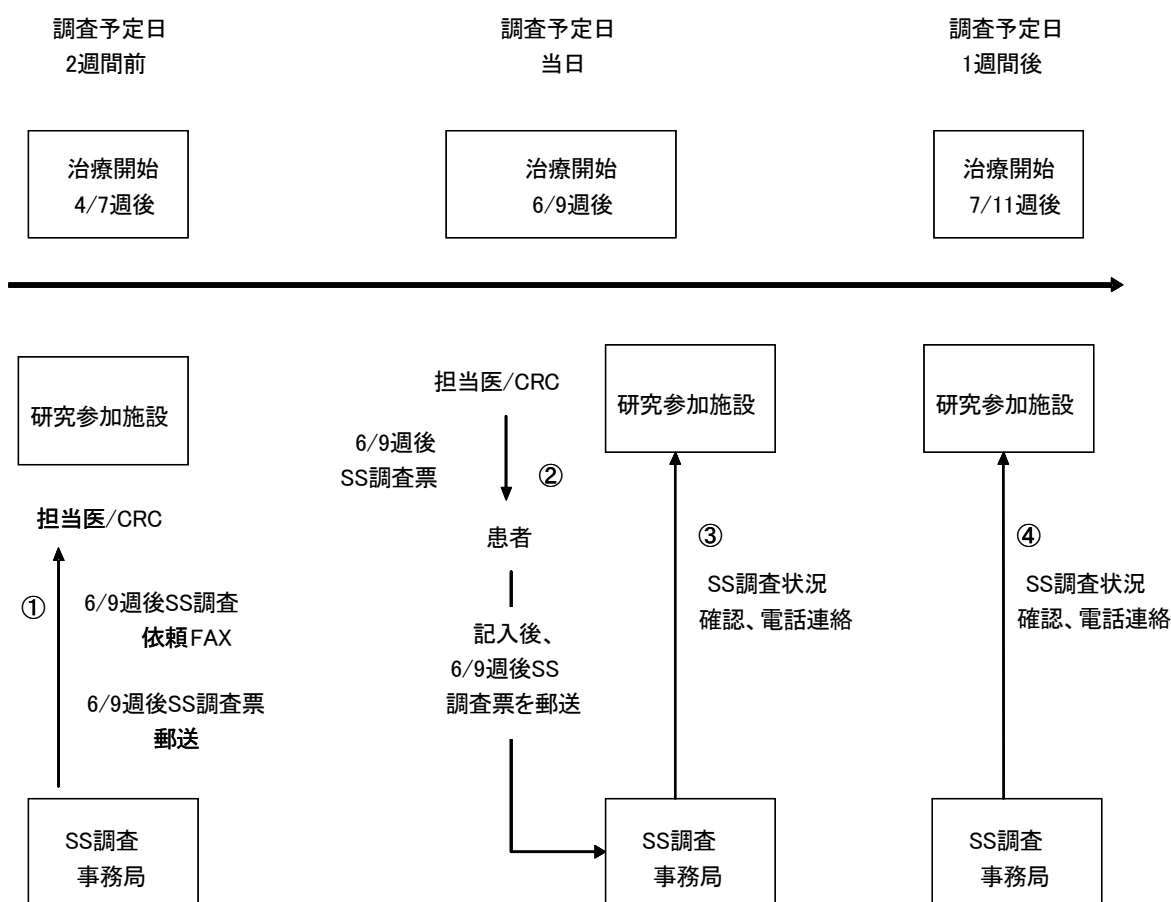 調査予定日
2週間前
調査予定日
当日
調査予定日
1週間後
治療開始
4/7週後
治療開始
6/9週後
治療開始
7/11週後
研究参加施設
担当医/CRC
①
6/9週後SS調査
依頼FAX
6/9週後SS調査票
郵送
SS調査
事務局
担当医/CRC
6/9週後
SS調査票
②
患者
記入後、
6/9週後SS
調査票を郵送
研究参加施設
③
SS調査状況
確認、電話連絡
SS調査
事務局
研究参加施設
④
SS調査状況
確認、電話連絡
SS調査
事務局